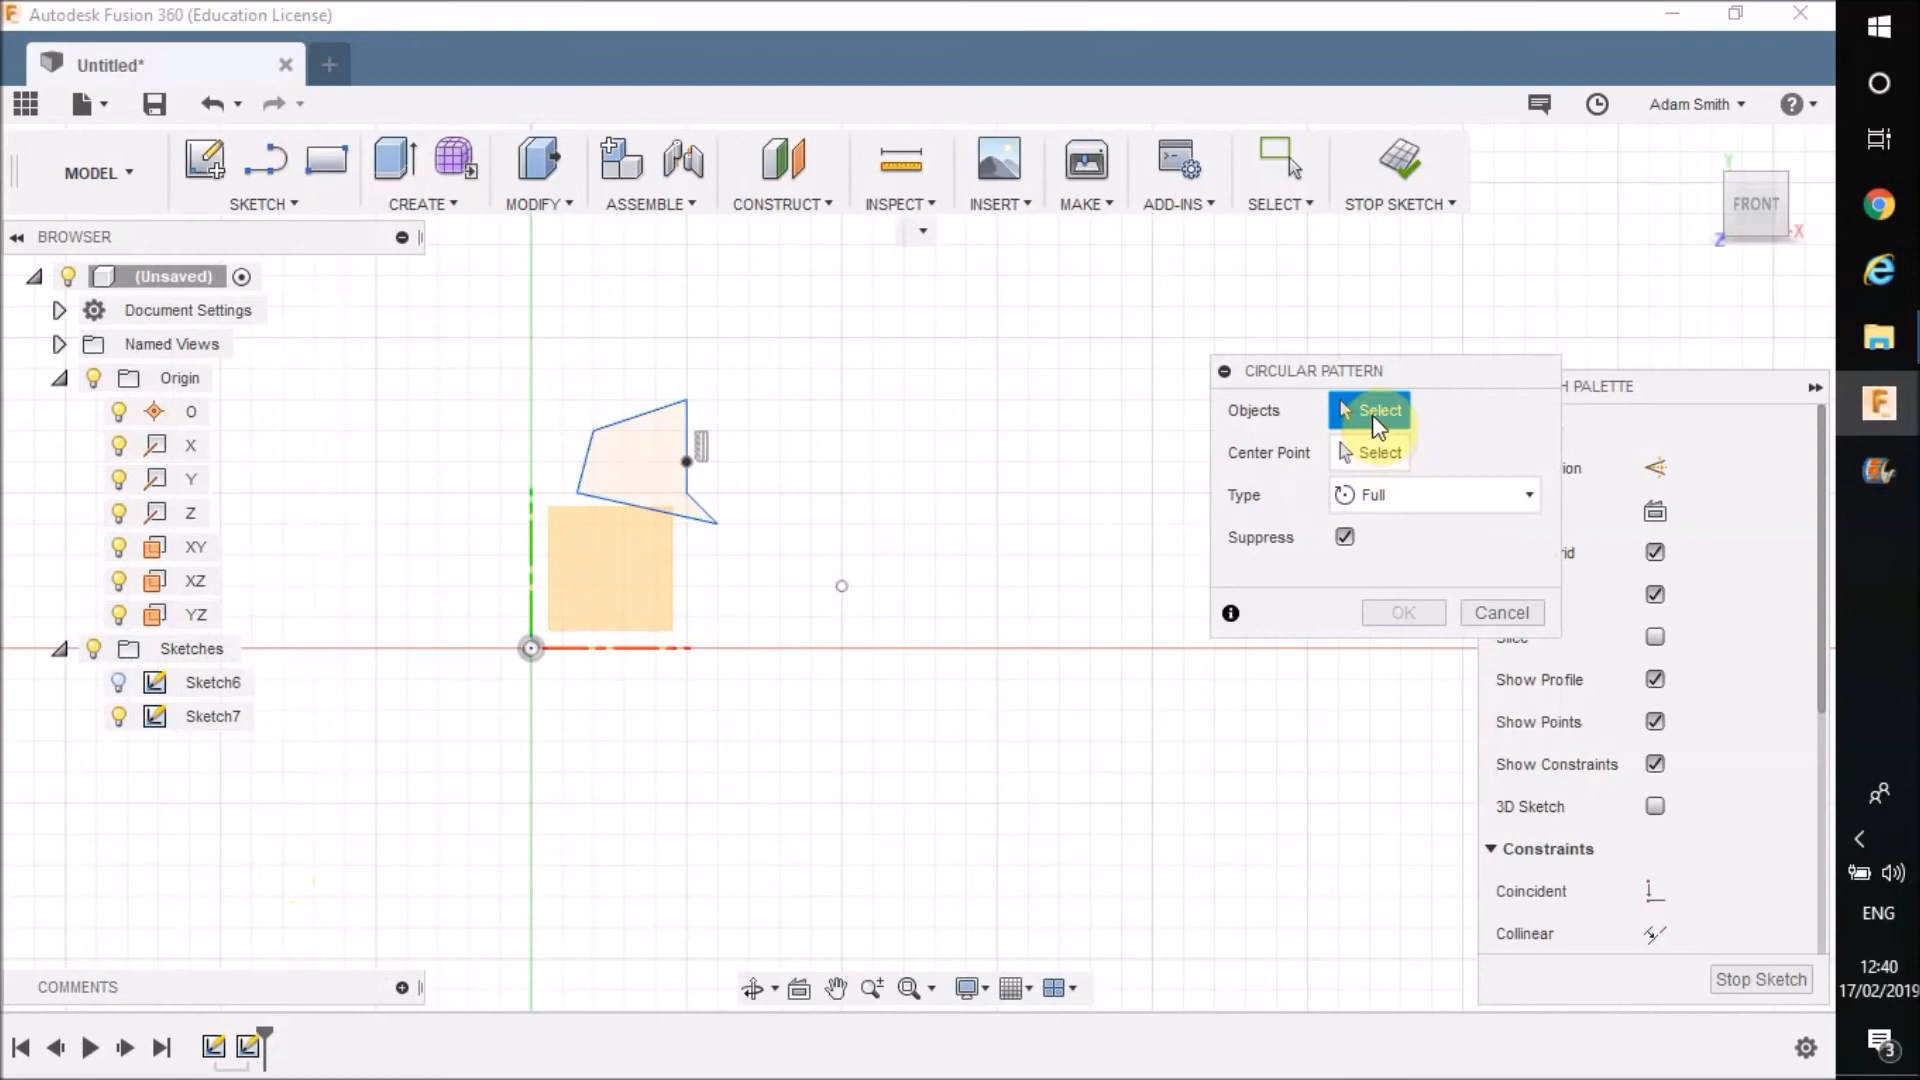 Autodesk Fusion 360 (Education License)
Untitled*
Adam Smith
MODEL
SKETCH
CREATE
MODIFY
ASSEMBLE
CONSTRUCT
INSPECT
INSERT
MAKE
ADD-INS
SELECT
STOP SKETCH
Y
FRONT
Z
X
BROWSER
(Unsaved)
Document Settings
Named Views
Origin
O
X
Y
Z
XY
XZ
YZ
Sketches
Sketch6
Sketch7
CIRCULAR PATTERN
Objects
Select
Center Point
Select
Type
Full
Suppress
OK
Cancel
PALETTE
Show Profile
Show Points
Show Constraints
3D Sketch
Constraints
Coincident
Collinear
Stop Sketch
COMMENTS
ENG
12:40
17/02/2019
3